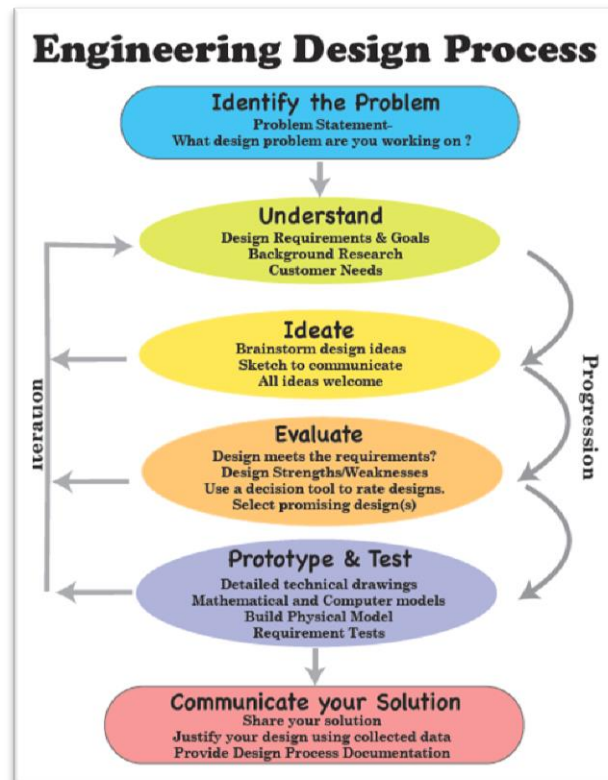 Engineering Design Process
Identify the Problem
Problem Statement-
What design problem are you working on ?
Understand
Design Requirements & Goals
Background Research
Customer Needs
Ideate
Brainstorm design ideas
Sketch to communicate
All ideas welcome
Evaluate
Design meets the requirements?
Design Strengths/Weaknesses
Use a decision tool to rate designs.
Select promising design(s)
Prototype & Test
Detailed technical drawings
Mathematical and Computer models
Build Physical Model
Requirement Tests
Communicate your Solution
Share your solution
Justify your design using collected data
Provide Design Process Documentation
Iteration
Progression